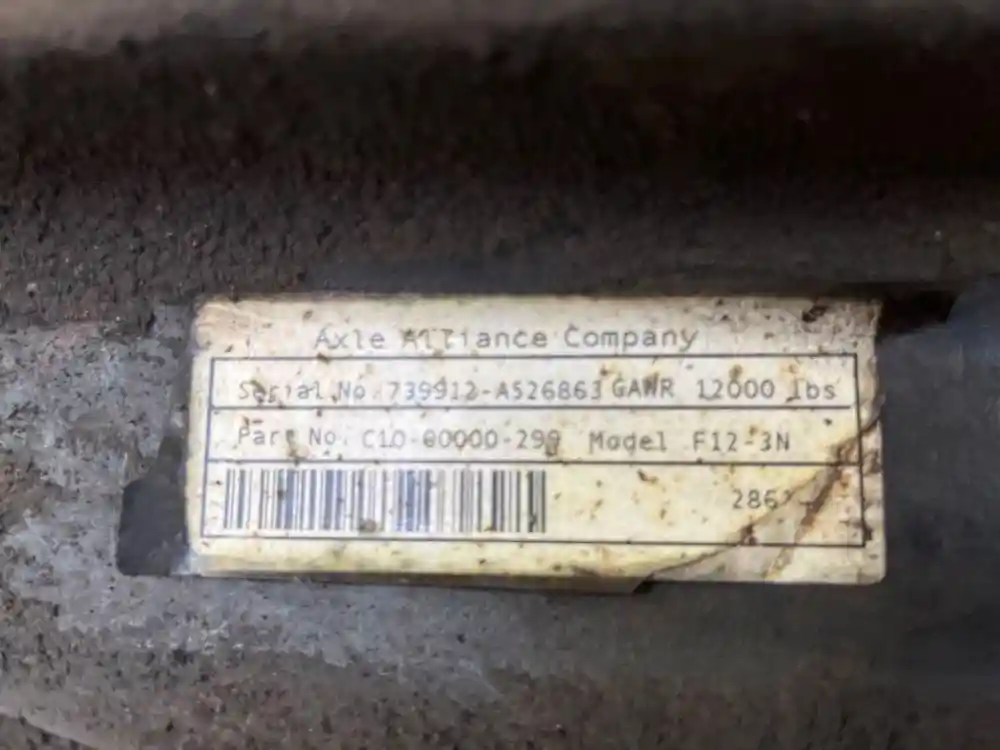 Axle Alliance Company
Serial No. 739912-A526863 GAWR 12000 lbs
Part No. C10-00000-299 Model F12-3N